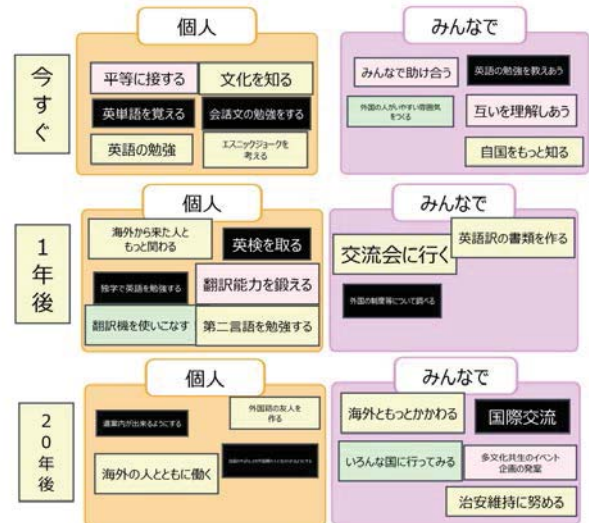 個人
みんなで
今すぐ
平等に接する
文化を知る
英単語を覚える
会話文の勉強をする
英語の勉強
エスニックジョークを
考える
みんなで助け合う
英語の勉強を教えあう
外国の人がいやすい雰囲気
をつくる
互いを理解しあう
自国をもっと知る
個人
みんなで
1年後
海外から来た人と
もっと関わる
英検を取る
独学で英語を勉強する
翻訳能力を鍛える
翻訳機を使いこなす
第二言語を勉強する
交流会に行く
英語訳の書類を作る
外国の制度等について調べる
個人
みんなで
20年後
道案内が出来るようにする
外国籍の友人を
作る
海外の人とともに働く
海外ともっとかかわる
国際交流
いろんな国に行ってみる
多文化共生のイベント
企画の発案
治安維持に努める